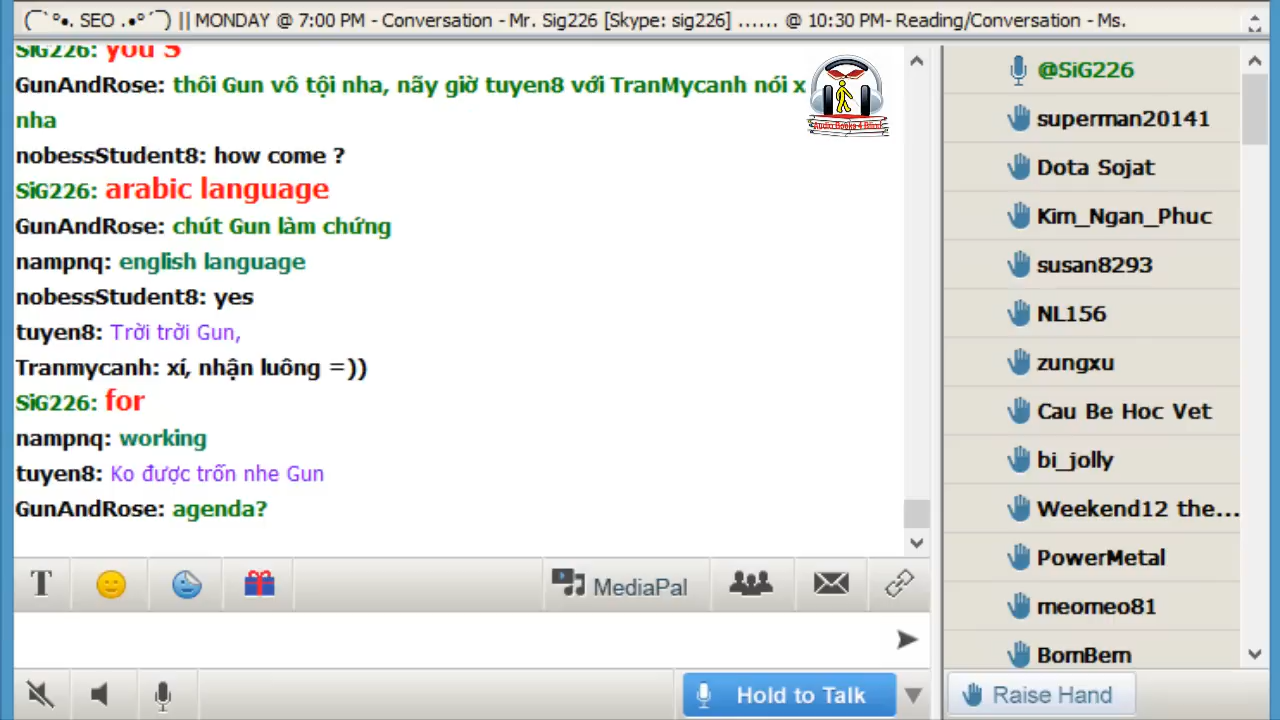 (¯`°•. SEO .•°´¯) || MONDAY @ 7:00 PM - Conversation - Mr. Sig226 [Skype: sig226] ...... @ 10:30 PM- Reading/Conversation - Ms.
SiG226: you S
GunAndRose: thôi Gun vô tội nha, nãy giờ tuyen8 với TranMycanh nói x
nha
nobessStudent8: how come ?
SiG226: arabic language
GunAndRose: chút Gun làm chứng
nampnq: english language
nobessStudent8: yes
tuyen8: Trời trời Gun,
Tranmycanh: xí, nhận luông =))
SiG226: for
nampnq: working
tuyen8: Ko được trốn nhe Gun
GunAndRose: agenda?
Audio Books 4 Blind
T
MediaPal
Hold to Talk
@SiG226
superman20141
Dota Sojat
Kim_Ngan_Phuc
susan8293
NL156
zungxu
Cau Be Hoc Vet
bi_jolly
Weekend12 the...
PowerMetal
meomeo81
BomBem
Raise Hand